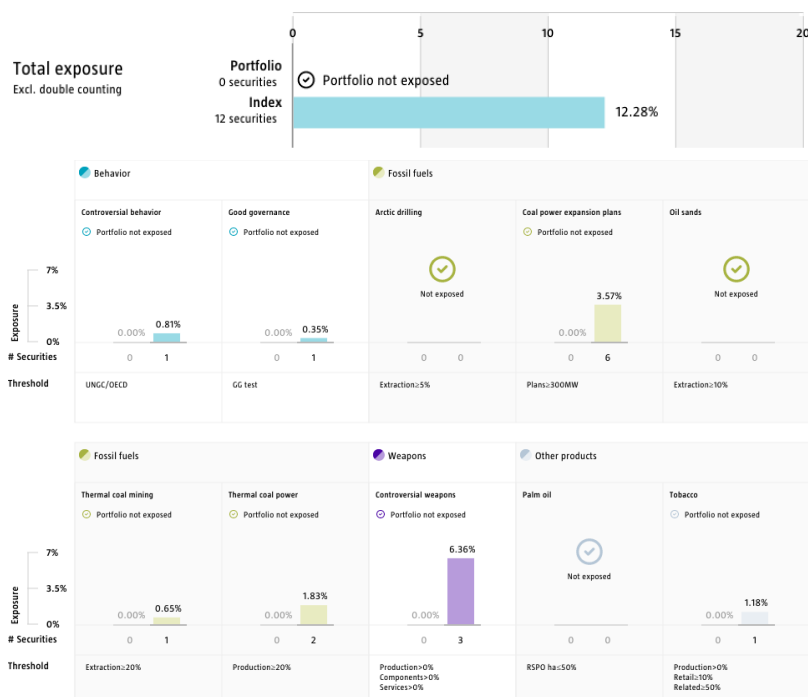 0 5 10 15 20
Total exposure
Excl. double counting
Portfolio
0 securities
Portfolio not exposed
Index
12 securities
12.28%
Behavior
Fossil fuels
Controversial behavior
Good governance
Arctic drilling
Coal power expansion plans
Oil sands
Portfolio not exposed
Portfolio not exposed
Not exposed
Portfolio not exposed
Not exposed
Exposure
7%
3.5%
0%
0.00% 0.81%
0.00% 0.35%
0.00% 3.57%
# Securities 0 1 0 1 0 0 0 6 0 0
Threshold UNGC/OECD GG test Extraction≥5% Plans≥300MW Extraction≥10%
Fossil fuels
Weapons
Other products
Thermal coal mining
Thermal coal power
Controversial weapons
Palm oil
Tobacco
Portfolio not exposed
Portfolio not exposed
Portfolio not exposed
Not exposed
Portfolio not exposed
Exposure
7%
3.5%
0%
0.00% 0.65%
0.00% 1.83%
0.00% 6.36%
0.00% 1.18%
# Securities 0 1 0 2 0 3 0 0 0 1
Threshold Extraction≥20% Production≥20% Production>0% RSPO ha≤50% Production>0%
Components>0% Retail≥10%
Services>0% Related≥50%